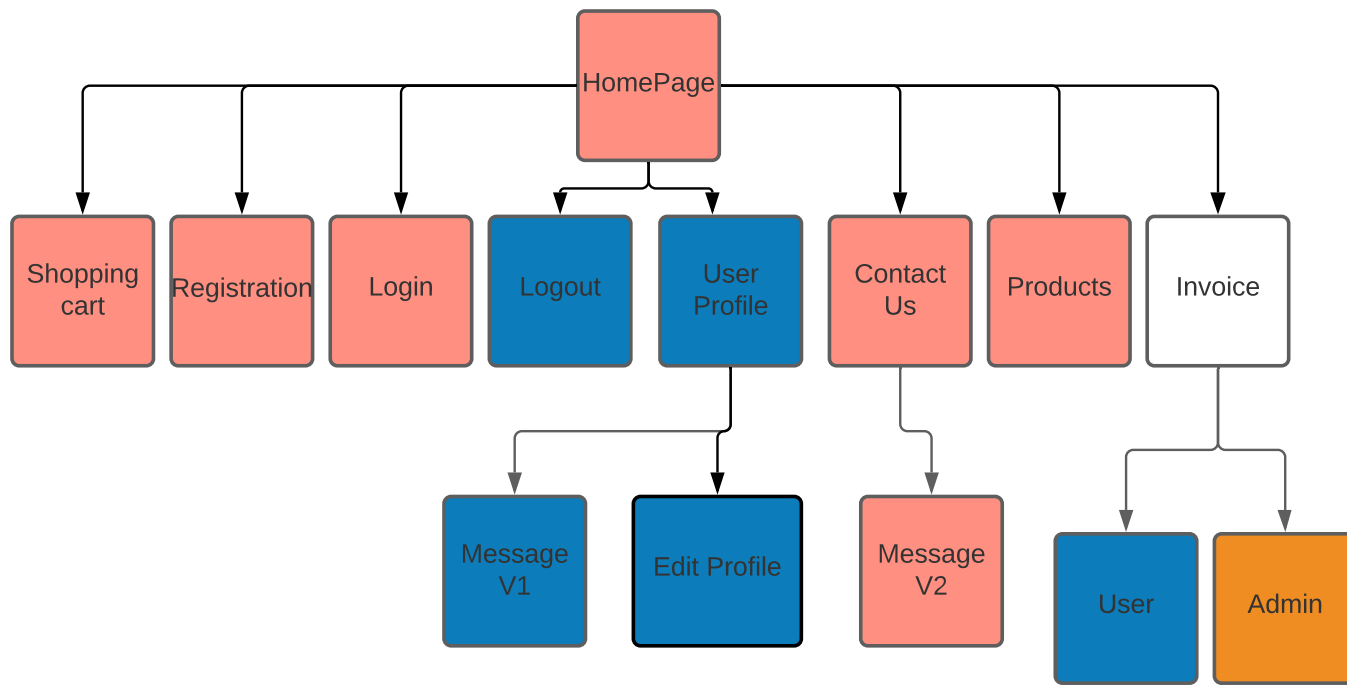 HomePage
Shopping
cart
Registration
Login
Logout
User
Profile
Contact
Us
Products
Invoice
Message
V1
Edit Profile
Message
V2
User
Admin